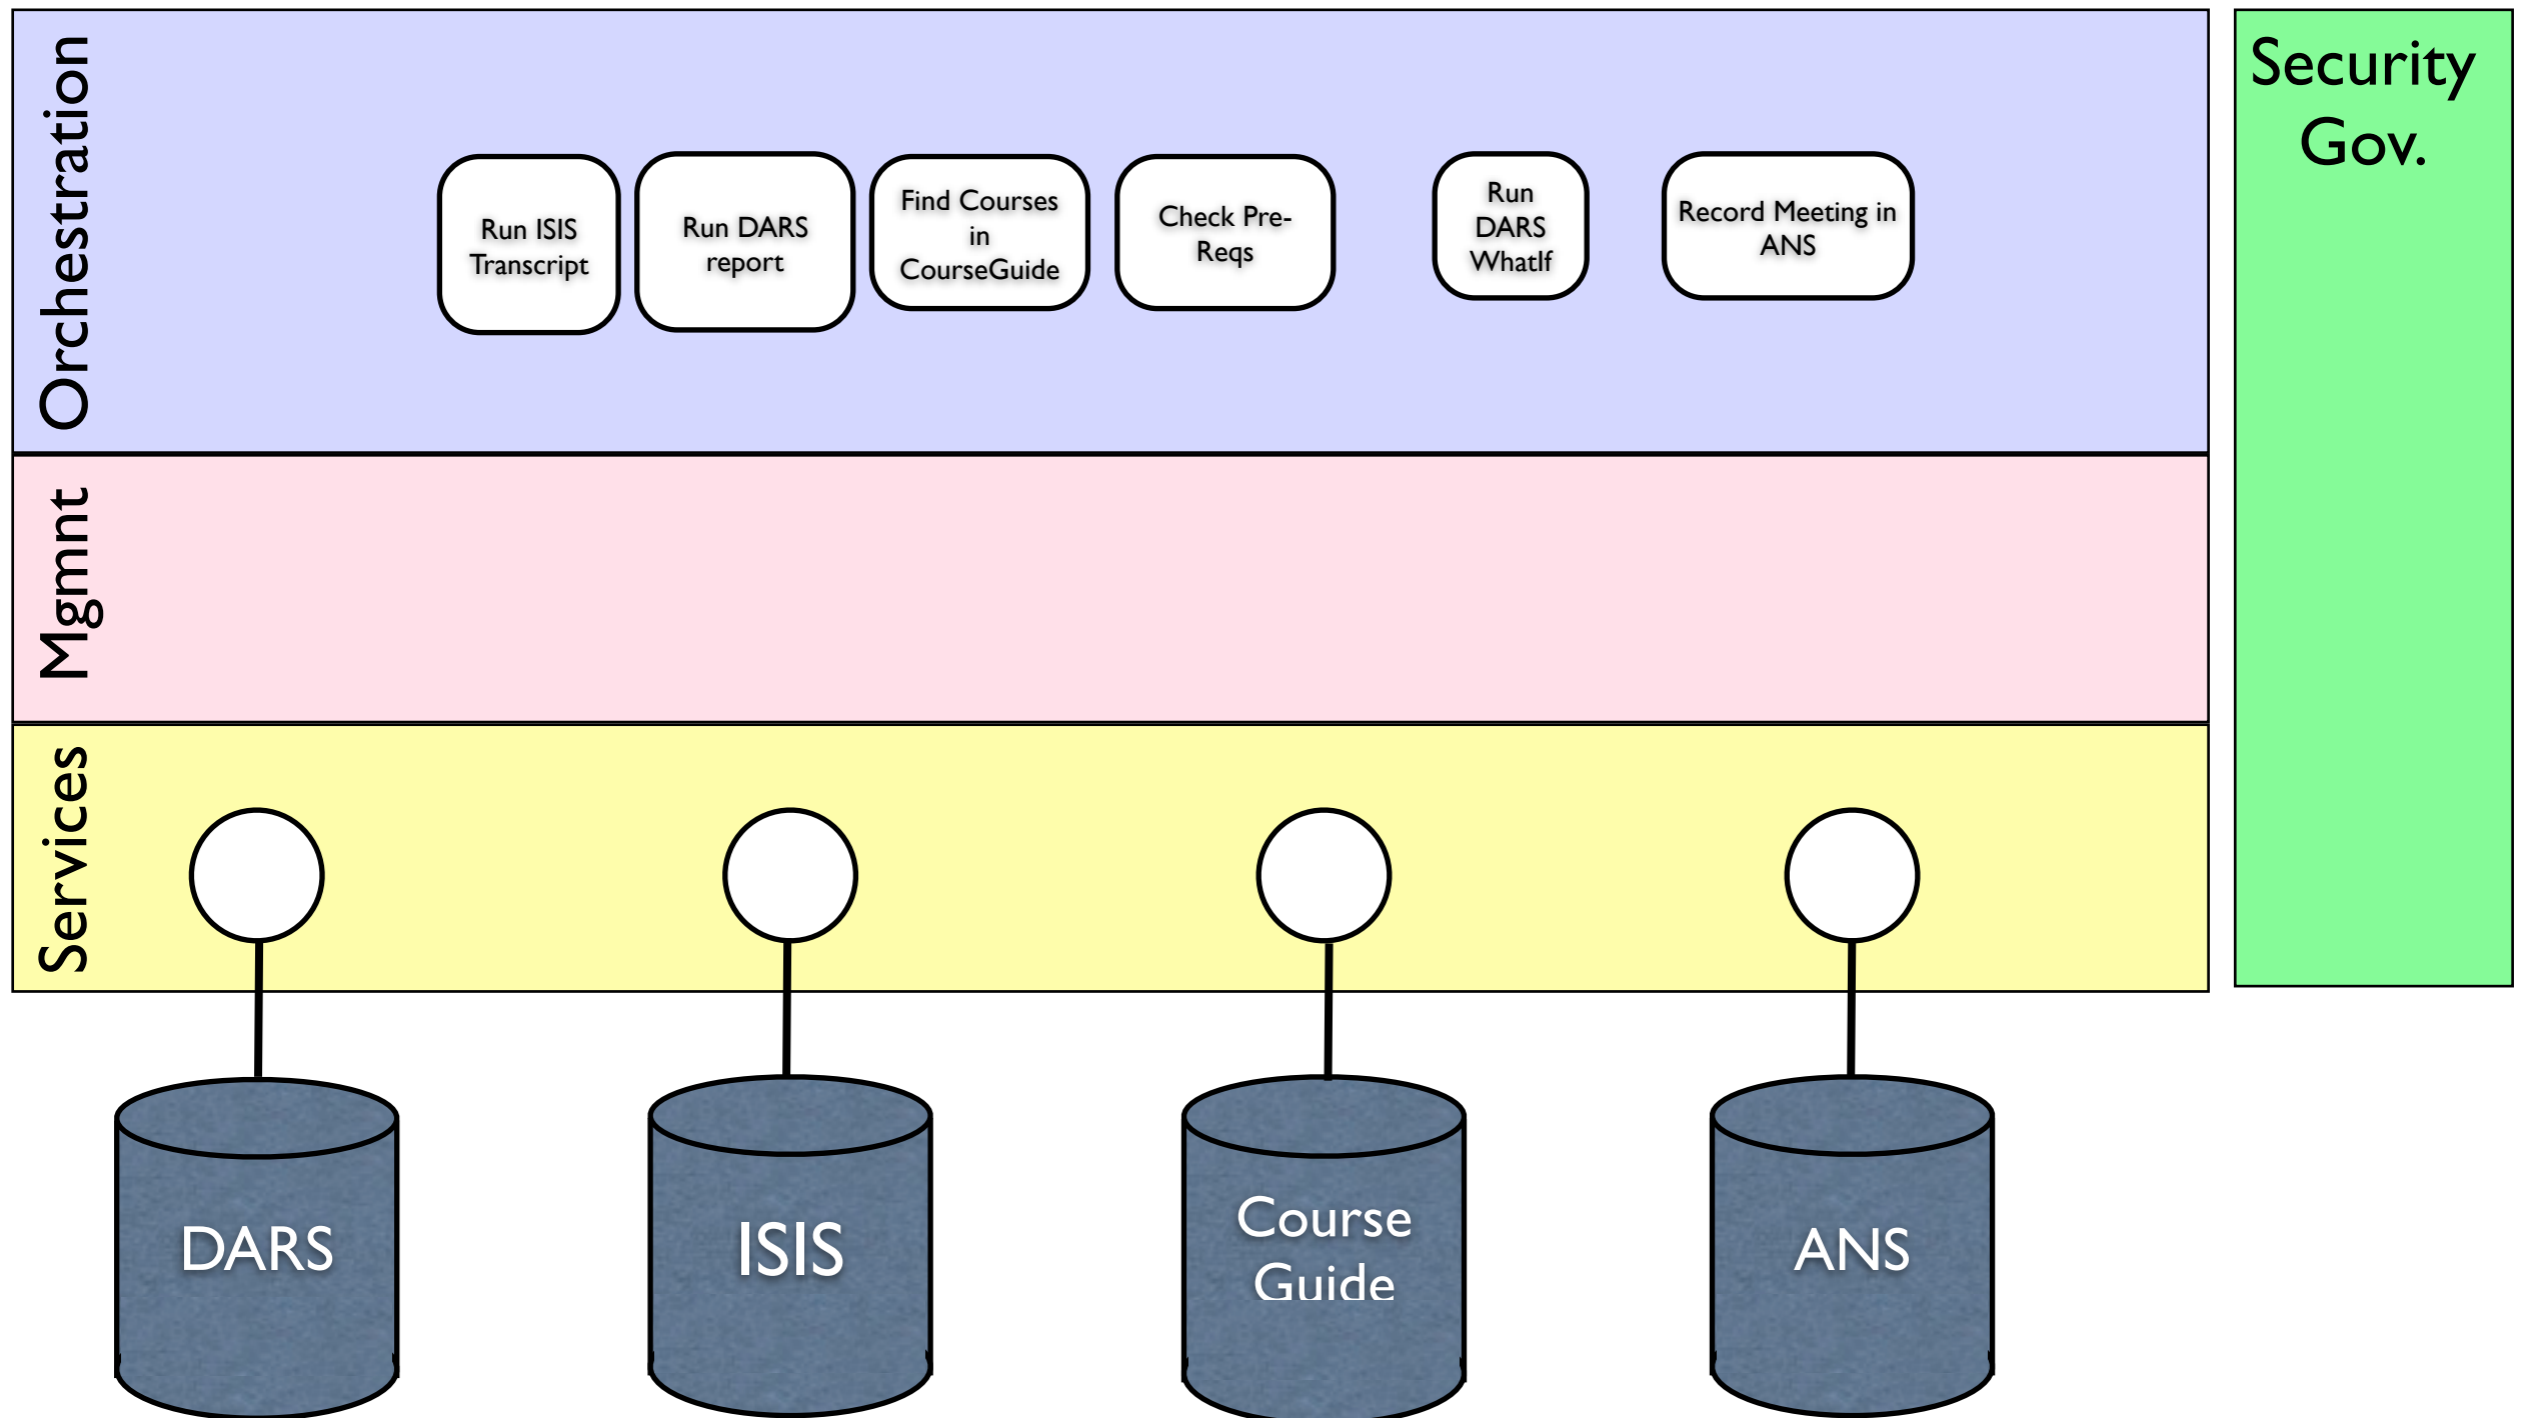 Orchestration
Run ISIS
Transcript
Run DARS
report
Find Courses
in
CourseGuide
Check Pre-
Reqs
Run
DARS
WhatIf
Record Meeting in
ANS
Security
Gov.
Mgmnt
Services
DARS
ISIS
Course
Guide
ANS